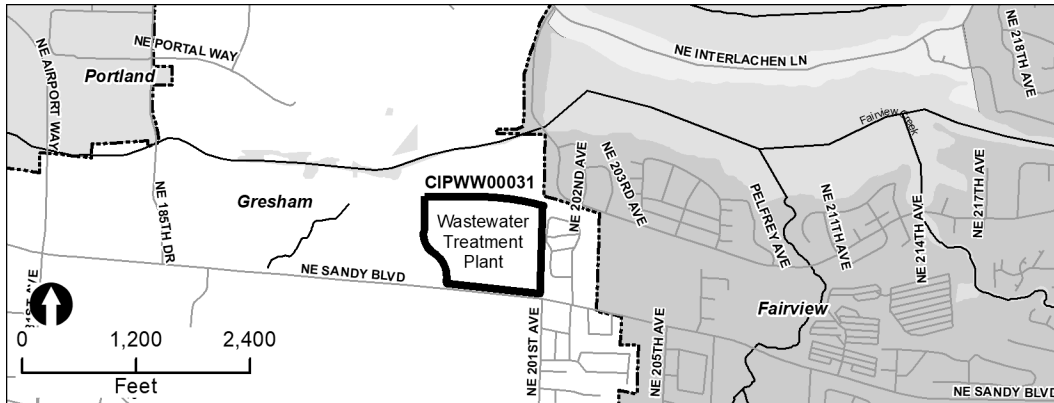 NE PORTAL WAY
NE AIRPORT WAY
Portland
NE INTERLACHEN LN
NE 218TH AVE
Fairview Creek
CIPWW00031
Wastewater
Treatment
Plant
Gresham
NE 185TH DR
NE SANDY BLVD
NE 202ND AVE
NE 203RD AVE
PELFREY AVE
NE 211TH AVE
NE 214TH AVE
NE 217TH AVE
Fairview
NE 201ST AVE
NE 205TH AVE
NE SANDY BLVD
AVE
0 1,200 2,400
Feet